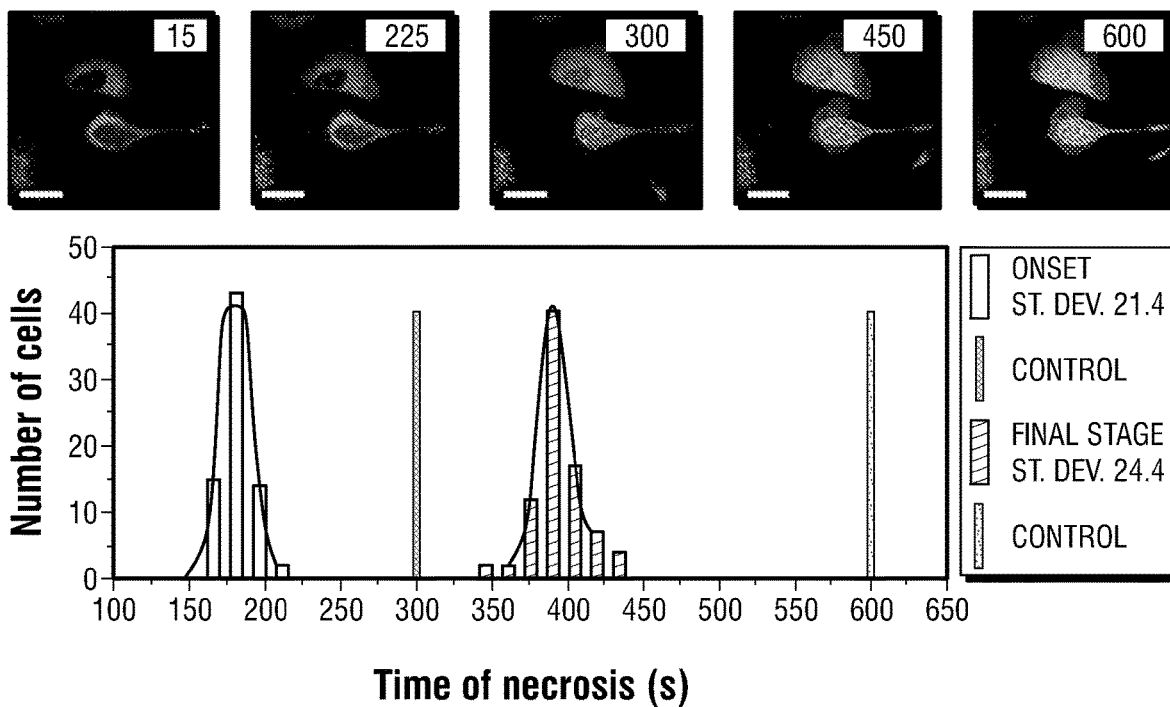 15
225
300
450
600
50
40
30
20
10
0
Number of cells
100 150 200 250 300 350 400 450 500 550 600 650
Time of necrosis (s)
ONSET
ST. DEV. 21.4
CONTROL
FINAL STAGE
ST. DEV. 24.4
CONTROL